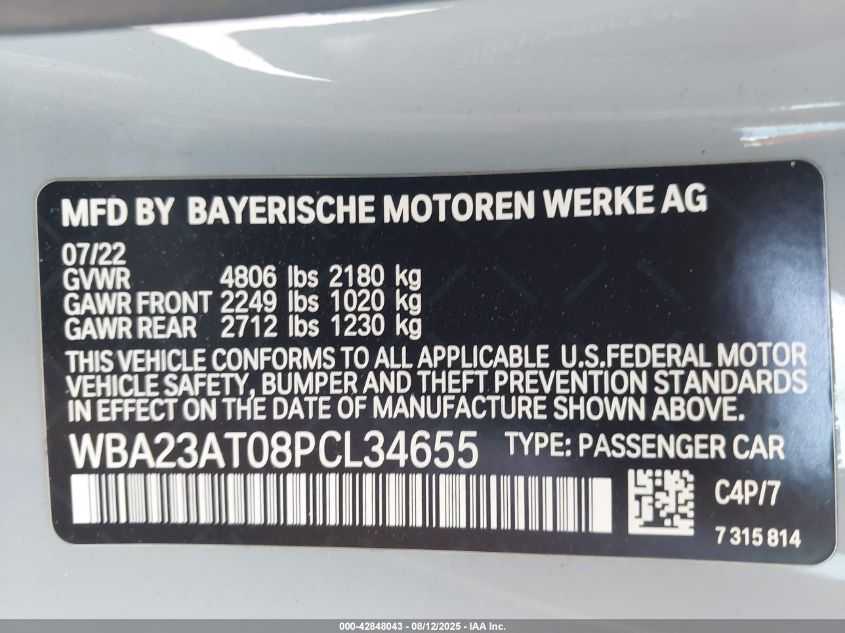 MFD BY BAYERISCHE MOTOREN WERKE AG
07/22
GVWR 4806 lbs 2180 kg
GAWR FRONT 2249 lbs 1020 kg
GAWR REAR 2712 lbs 1230 kg
THIS VEHICLE CONFORMS TO ALL APPLICABLE U.S.FEDERAL MOTOR
VEHICLE SAFETY, BUMPER AND THEFT PREVENTION STANDARDS
IN EFFECT ON THE DATE OF MANUFACTURE SHOWN ABOVE.
WBA23AT08PCL34655 TYPE: PASSENGER CAR
C4P/7
7 315 814
000-42848043 - 08/12/2025 - IAA Inc.